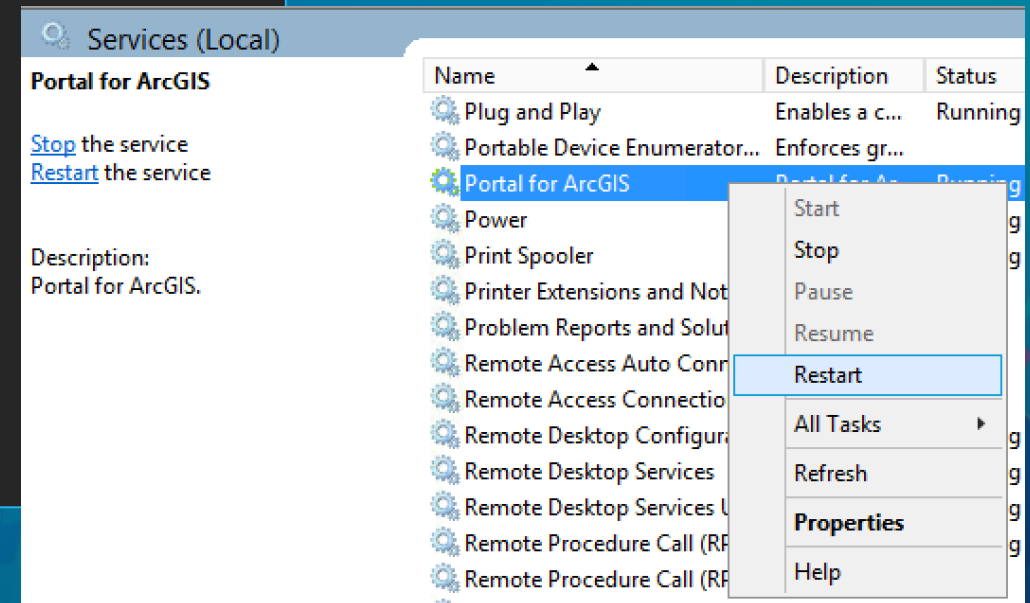 Services (Local)
Portal for ArcGIS
Stop the service
Restart the service
Description:
Portal for ArcGIS.
Name Description Status
Plug and Play Enables a c... Running
Portable Device Enumerator... Enforces gr...
Portal for ArcGIS Portal for Ar... Running
Power
Print Spooler
Printer Extensions and Not
Problem Reports and Solut
Remote Access Auto Conn
Remote Access Connectio
Remote Desktop Configura
Remote Desktop Services
Remote Desktop Services U
Remote Procedure Call (RP
Remote Procedure Call (RP
Start
Stop
Pause
Resume
Restart
All Tasks
Refresh
Properties
Help